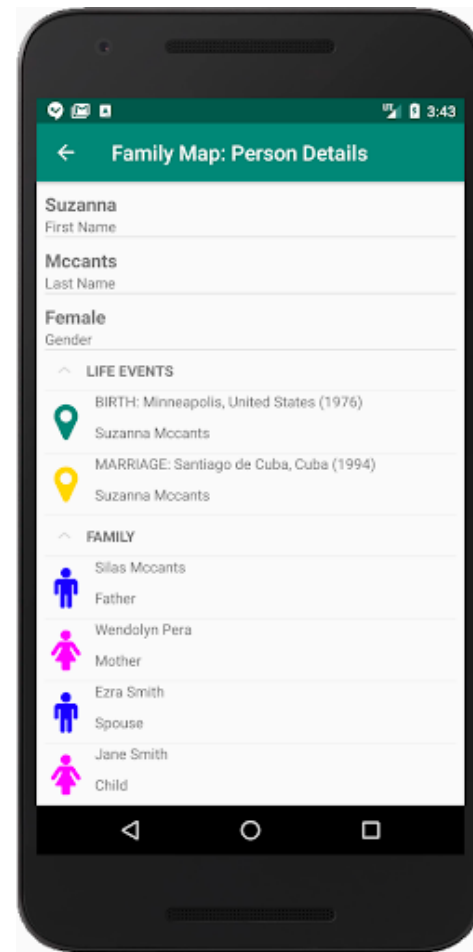 3:43
Family Map: Person Details
Suzanna
First Name
Mccants
Last Name
Female
Gender
LIFE EVENTS
BIRTH: Minneapolis, United States (1976)
Suzanna Mccants
MARRIAGE: Santiago de Cuba, Cuba (1994)
Suzanna Mccants
FAMILY
Silas Mccants
Father
Wendolyn Pera
Mother
Ezra Smith
Spouse
Jane Smith
Child